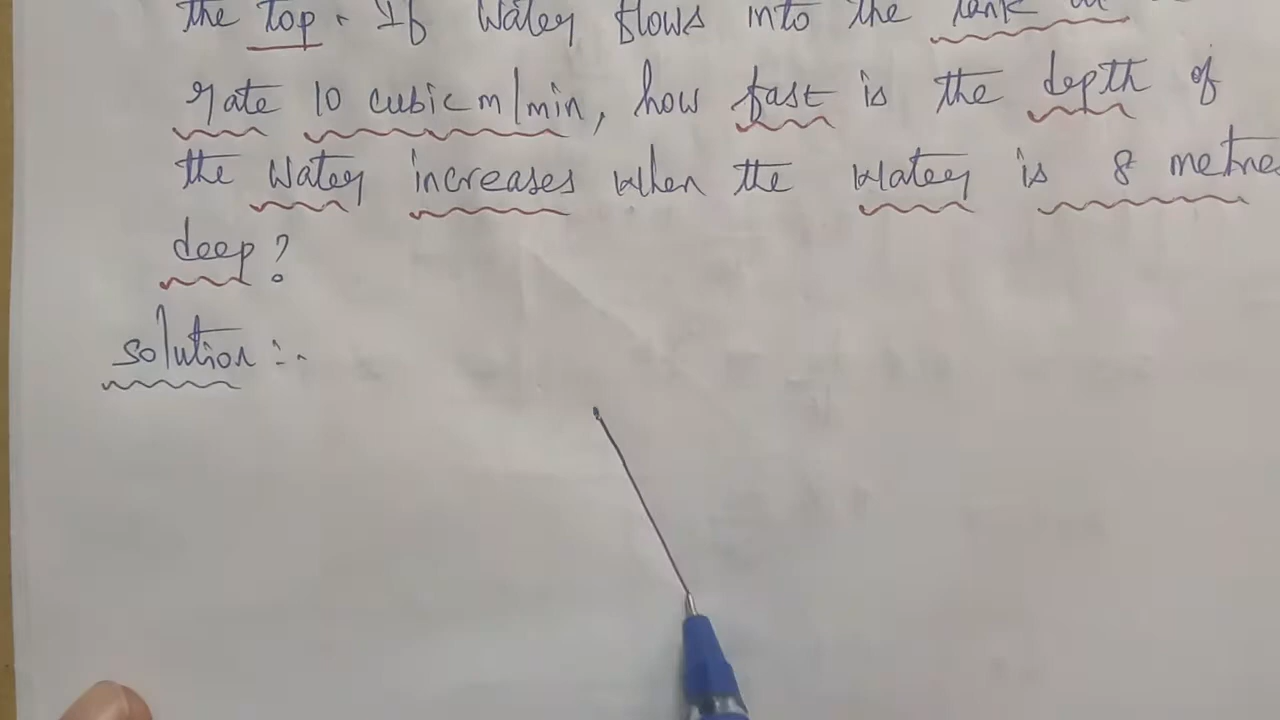 the top. If Water flows into the tank at
rate 10 cubic m/min, how fast is the depth of
the Water increases when the Water is 8 metre
deep?
solution :-